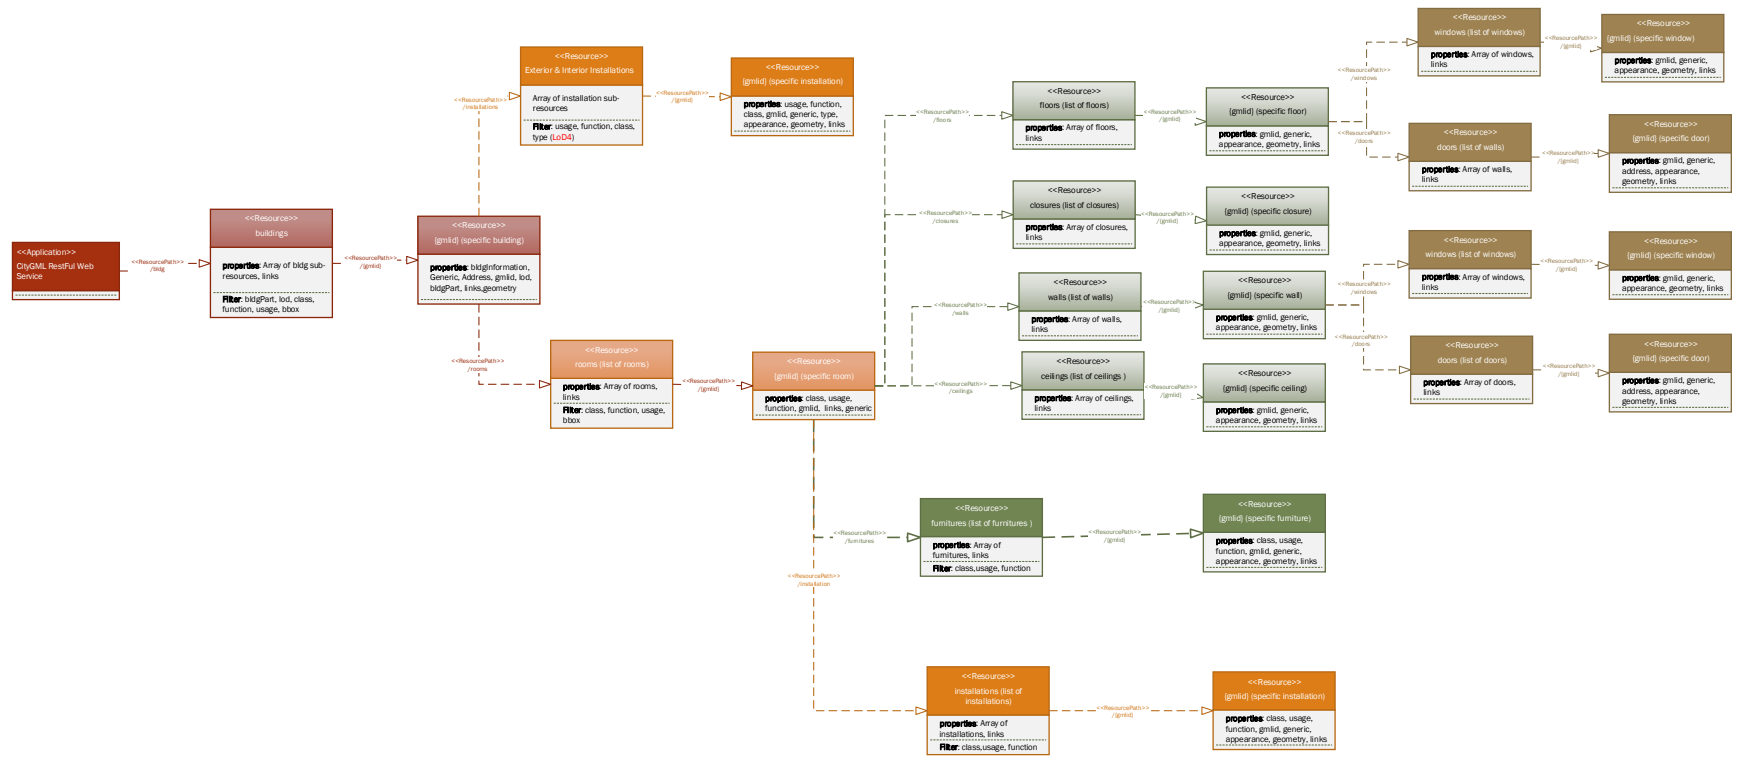 <<Application>>
CityGML RestFul Web
Service
<<ResourcePath>>
/bldg
<<Resource>>
buildings
properties: Array of bldg sub-
resources, links
Filter: bldgPart, lod, class,
function, usage, bbox
<<ResourcePath>>
/{gmlid}
<<Resource>>
{gmlid} (specific building)
properties: bldgInformation,
Generic, Address, gmlid, lod,
bldgPart, links,geometry
<<ResourcePath>>
/installations
<<Resource>>
Exterior & Interior Installations
Array of installation sub-
resources
Filter: usage, function, class,
type (LoD4)
<<ResourcePath>>
/{gmlid}
<<Resource>>
{gmlid} (specific installation)
properties: usage, function,
class, gmlid, generic, type,
appearance, geometry, links
<<ResourcePath>>
/rooms
<<Resource>>
rooms (list of rooms)
properties: Array of rooms,
links
Filter: class, function, usage,
bbox
<<ResourcePath>>
/{gmlid}
<<Resource>>
{gmlid} (specific room)
properties: class, usage,
function, gmlid, links, generic
<<ResourcePath>>
/floors
<<Resource>>
floors (list of floors)
properties: Array of floors,
links
<<ResourcePath>>
/{gmlid}
<<Resource>>
{gmlid} (specific floor)
properties: gmlid, generic,
appearance, geometry, links
<<ResourcePath>>
/windows
<<Resource>>
windows (list of windows)
properties: Array of windows,
links
<<ResourcePath>>
/{gmlid}
<<Resource>>
{gmlid} (specific window)
properties: gmlid, generic,
appearance, geometry, links
<<ResourcePath>>
/doors
<<Resource>>
doors (list of walls)
properties: Array of walls,
links
<<ResourcePath>>
/{gmlid}
<<Resource>>
{gmlid} (specific door)
properties: gmlid, generic,
address, appearance,
geometry, links
<<ResourcePath>>
/closures
<<Resource>>
closures (list of closures)
properties: Array of closures,
links
<<ResourcePath>>
/{gmlid}
<<Resource>>
{gmlid} (specific closure)
properties: gmlid, generic,
appearance, geometry, links
<<ResourcePath>>
/walls
<<Resource>>
walls (list of walls)
properties: Array of walls,
links
<<ResourcePath>>
/{gmlid}
<<Resource>>
{gmlid} (specific wall)
properties: gmlid, generic,
appearance, geometry, links
<<ResourcePath>>
/windows
<<Resource>>
windows (list of windows)
properties: Array of windows,
links
<<ResourcePath>>
/{gmlid}
<<Resource>>
{gmlid} (specific window)
properties: gmlid, generic,
appearance, geometry, links
<<ResourcePath>>
/doors
<<Resource>>
doors (list of doors)
properties: Array of doors,
links
<<ResourcePath>>
/{gmlid}
<<Resource>>
{gmlid} (specific door)
properties: gmlid, generic,
address, appearance,
geometry, links
<<ResourcePath>>
/ceilings
<<Resource>>
ceilings (list of ceilings )
properties: Array of ceilings,
links
<<ResourcePath>>
/{gmlid}
<<Resource>>
{gmlid} (specific ceiling)
properties: gmlid, generic,
appearance, geometry, links
<<ResourcePath>>
/furnitures
<<Resource>>
furnitures (list of furnitures )
properties: Array of
furnitures, links
Filter: class,usage, function
<<ResourcePath>>
/{gmlid}
<<Resource>>
{gmlid} (specific furniture)
properties: class, usage,
function, gmlid, generic,
appearance, geometry, links
<<ResourcePath>>
/installation
<<Resource>>
installations (list of
installations)
properties: Array of
installations, links
Filter: class,usage, function
<<ResourcePath>>
/{gmlid}
<<Resource>>
{gmlid} (specific installation)
properties: class, usage,
function, gmlid, generic,
appearance, geometry, links